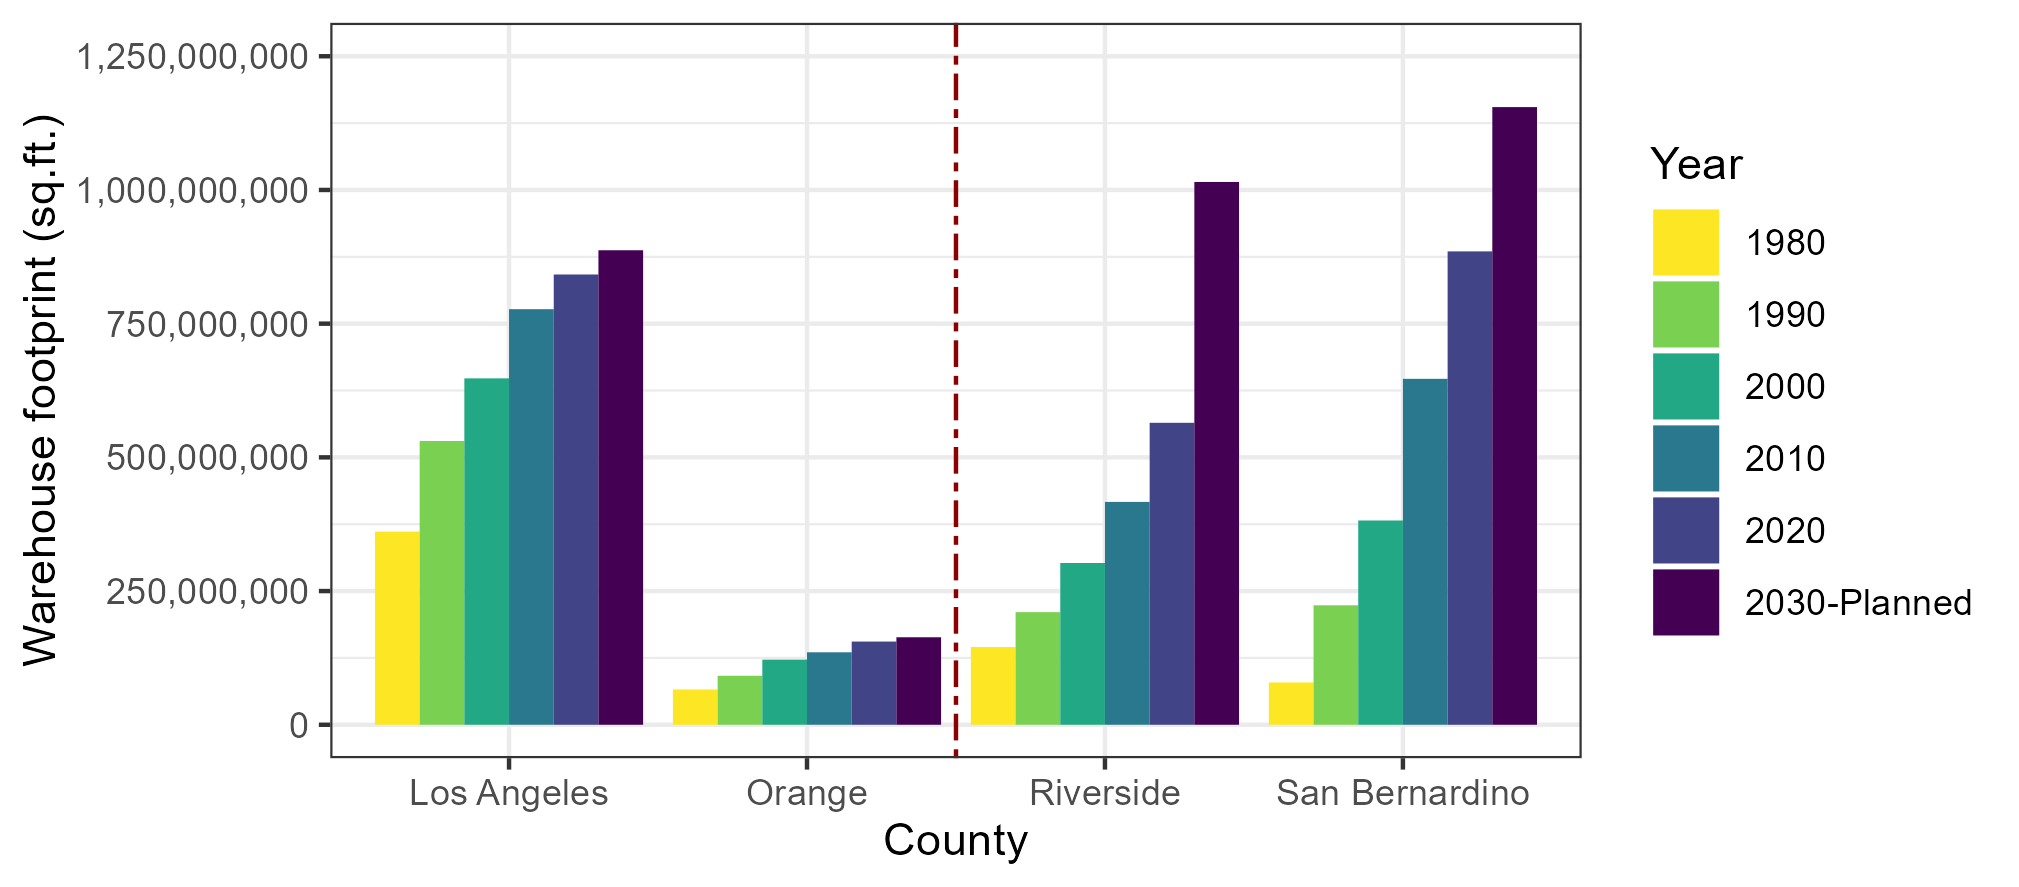 Warehouse footprint (sq.ft.)
1,250,000,000
1,000,000,000
750,000,000
500,000,000
250,000,000
0
Los Angeles
Orange
Riverside
San Bernardino
County
Year
1980
1990
2000
2010
2020
2030-Planned